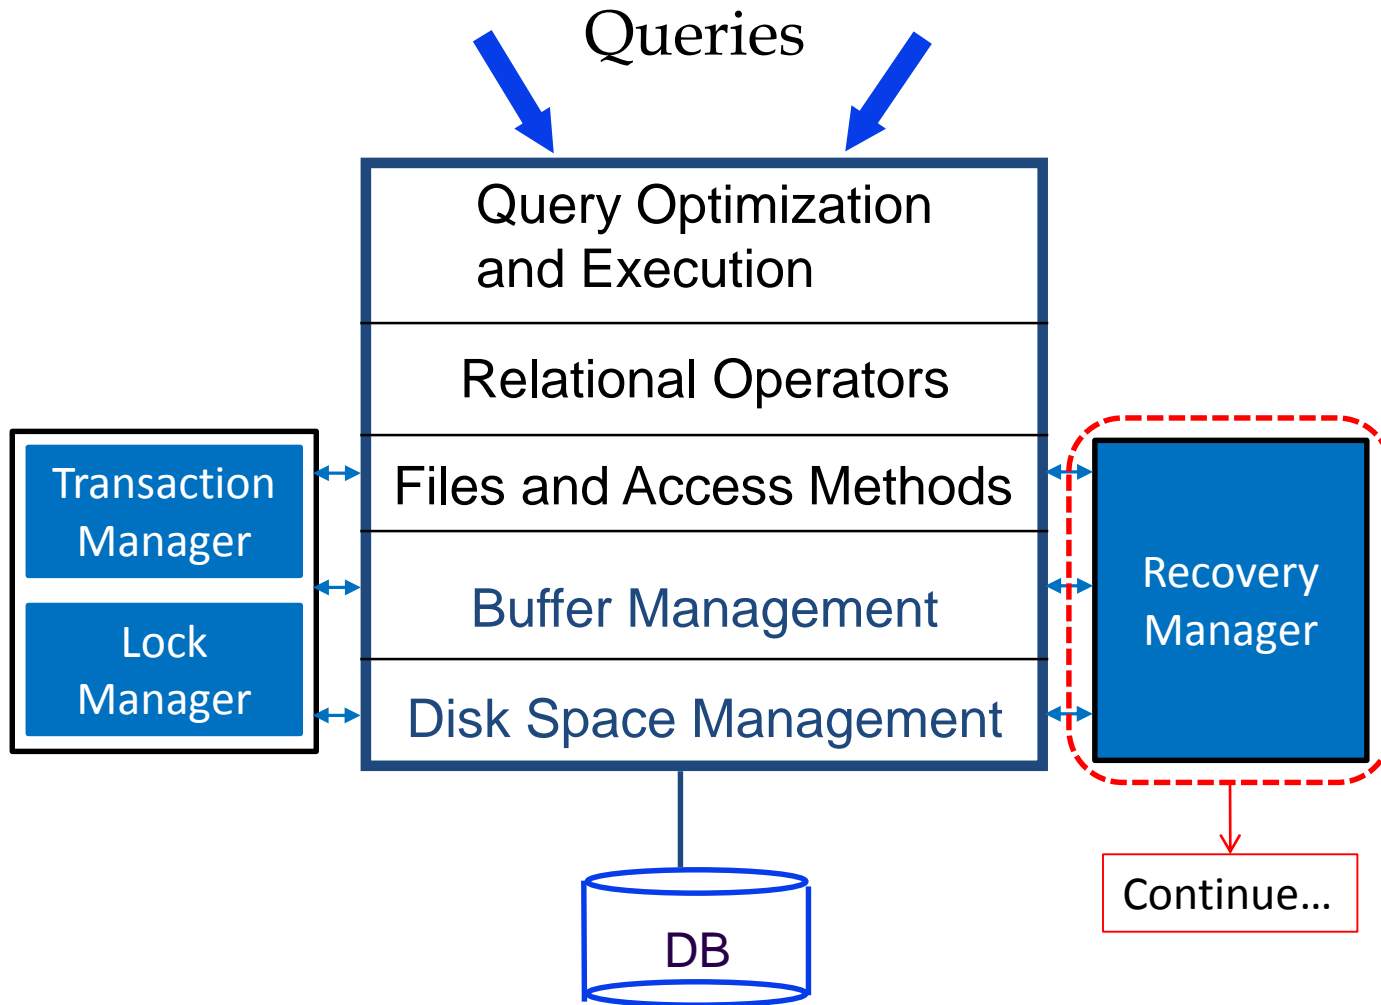 Queries
Query Optimization
and Execution
Relational Operators
Files and Access Methods
Buffer Management
Disk Space Management
Transaction
Manager
Lock
Manager
Recovery
Manager
Continue...
DB